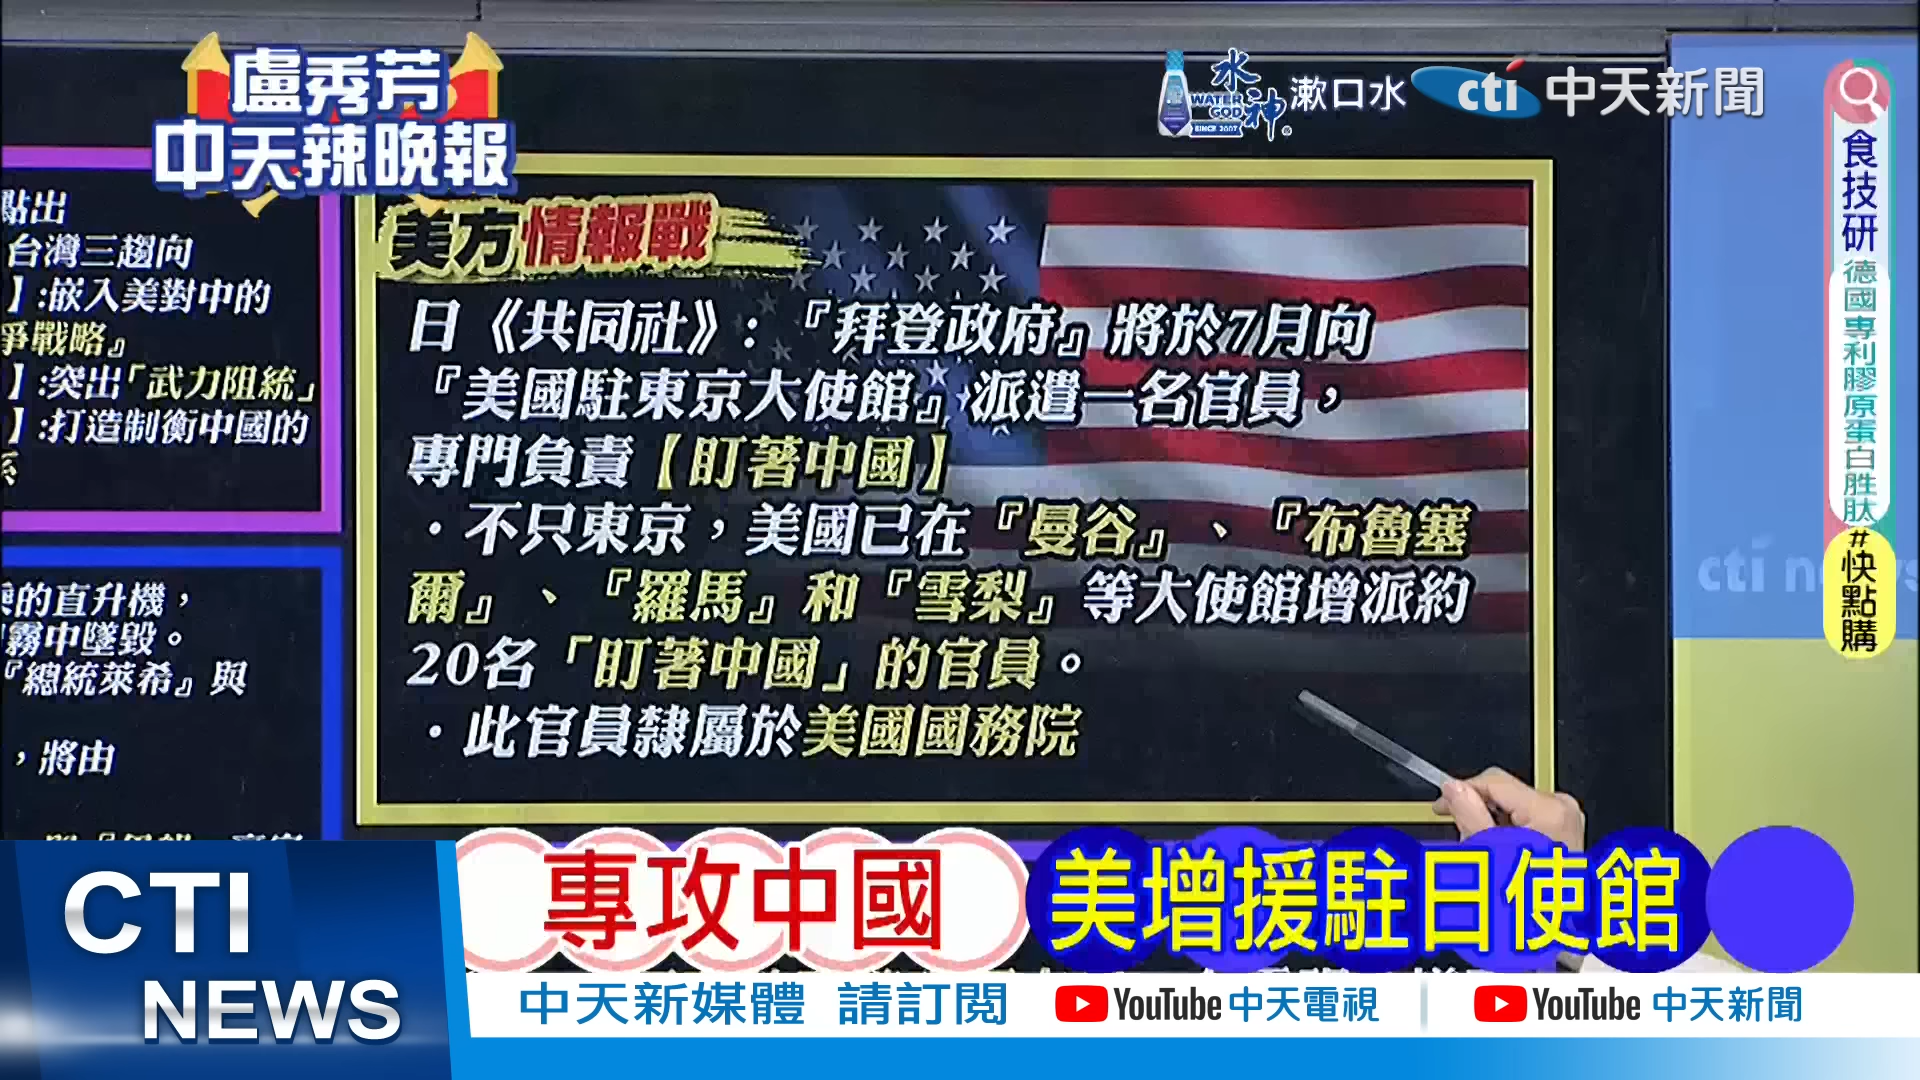 盧秀芳
中天辣晚報
水神
WATER GOD
SINCE 2007
漱口水
cti 中天新聞
食技研
德國專利膠原蛋白胜肽
#快點購
點出
台灣三趨向
】:嵌入美對中的
爭戰略』
】:突出「武力阻統」
】:打造制衡中國的
系
的直升機，
霧中墜毀。
『總統萊希』與
，將由
美方情報戰
日《共同社》:『拜登政府』將於7月向
『美國駐東京大使館』派遣一名官員，
專門負責【盯著中國】
．不只東京，美國已在『曼谷』、『布魯塞
爾』、『羅馬』和『雪梨』等大使館增派約
20名「盯著中國」的官員。
．此官員隸屬於美國國務院
cti news
專攻中國 美增援駐日使館
CTI
NEWS
中天新媒體 請訂閱 YouTube 中天電視 | YouTube 中天新聞